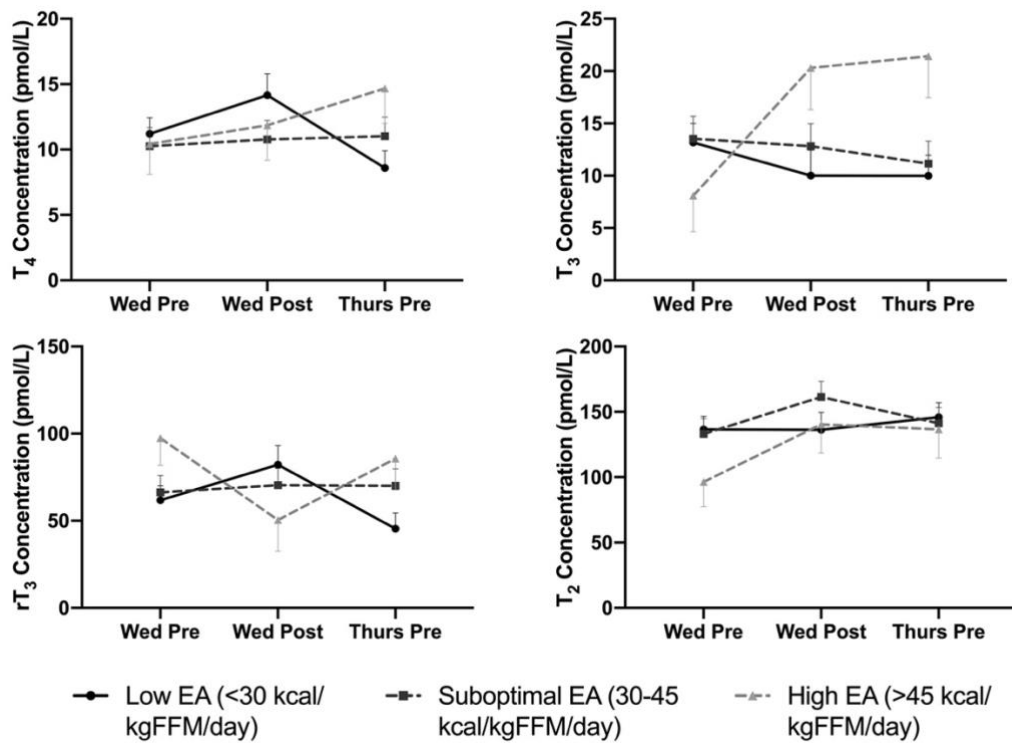 T4 Concentration (pmol/L)
20
15
10
5
0
Wed Pre Wed Post Thurs Pre
T3 Concentration (pmol/L)
25
20
15
10
5
0
Wed Pre Wed Post Thurs Pre
rT3 Concentration (pmol/L)
150
100
50
0
Wed Pre Wed Post Thurs Pre
T2 Concentration (pmol/L)
200
150
100
50
0
Wed Pre Wed Post Thurs Pre
Low EA (<30 kcal/
kgFFM/day)
Suboptimal EA (30-45
kcal/kgFFM/day)
High EA (>45 kcal/
kgFFM/day)